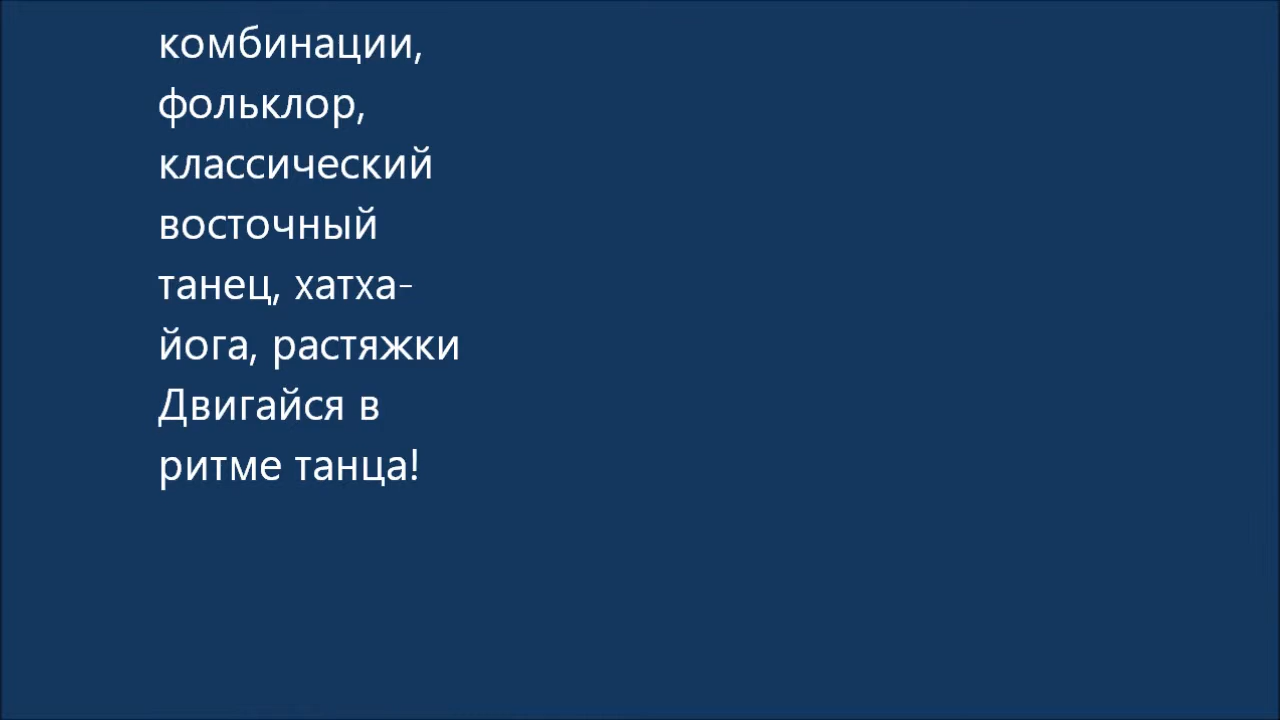 комбинации,
фольклор,
классический
восточный
танец, хатха-
йога, растяжки
Двигайся в
ритме танца!